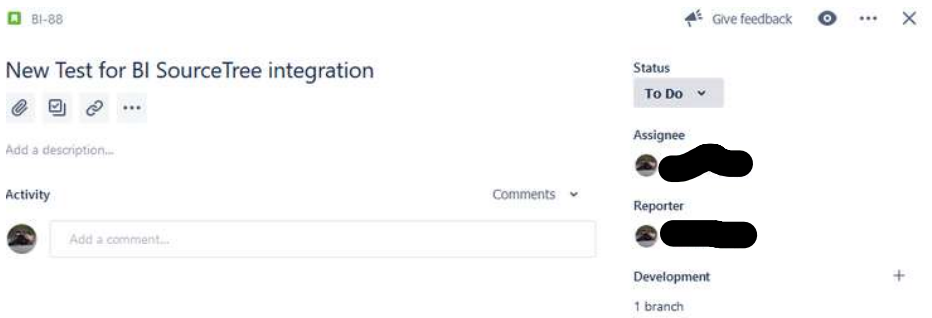 BI-88
Give feedback
New Test for BI SourceTree integration
Add a description...
Activity
Comments
Add a comment...
Status
To Do
Assignee
Reporter
Development
1 branch